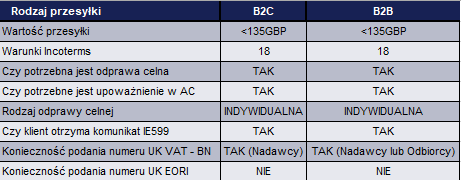 Rodzaj przesyłki B2C B2B
Wartość przesyłki <135GBP <135GBP
Warunki Incoterms 18 18
Czy potrzebna jest odprawa celna TAK TAK
Czy potrzebne jest upoważnienie w AC TAK TAK
Rodzaj odprawy celnej INDYWIDUALNA INDYWIDUALNA
Czy klient otrzyma komunikat IE599 TAK TAK
Konieczność podania numeru UK VAT - BN TAK (Nadawcy) TAK (Nadawcy lub Odbiorcy)
Konieczność podania numeru UK EORI NIE NIE